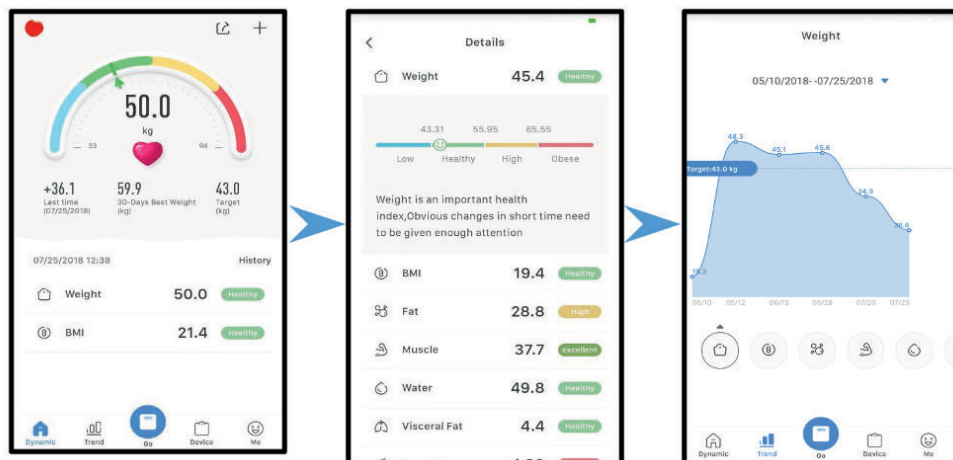 50.0
kg
33
94
+36.1
59.9
43.0
Last time
(07/25/2018)
30-Days Best Weight
(kg)
Target
(kg)
07/25/2018 12:38
History
Weight
50.0
Healthy
BMI
21.4
Healthy
Dynamic
Trend
Go
Device
Me
Details
Weight
45.4
Healthy
43.31
55.95
65.55
Low
Healthy
High
Obese
Weight is an important health
index,Obvious changes in short time need
to be given enough attention
BMI
19.4
Healthy
Fat
28.8
High
Muscle
37.7
excellent
Water
49.8
Healthy
Visceral Fat
4.4
Healthy
Weight
05/10/2018--07/25/2018
48.3
45.1
45.6
Target:43.0 kg
34.9
05/10
05/12
06/13
06/28
07/20
07/25
Dynamic
Trend
Go
Device
Me